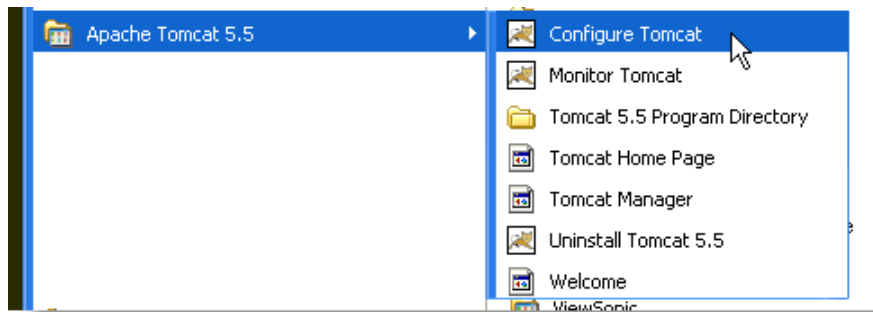 Apache Tomcat 5.5
Configure Tomcat
Monitor Tomcat
Tomcat 5.5 Program Directory
Tomcat Home Page
Tomcat Manager
Uninstall Tomcat 5.5
Welcome
ViewSonic